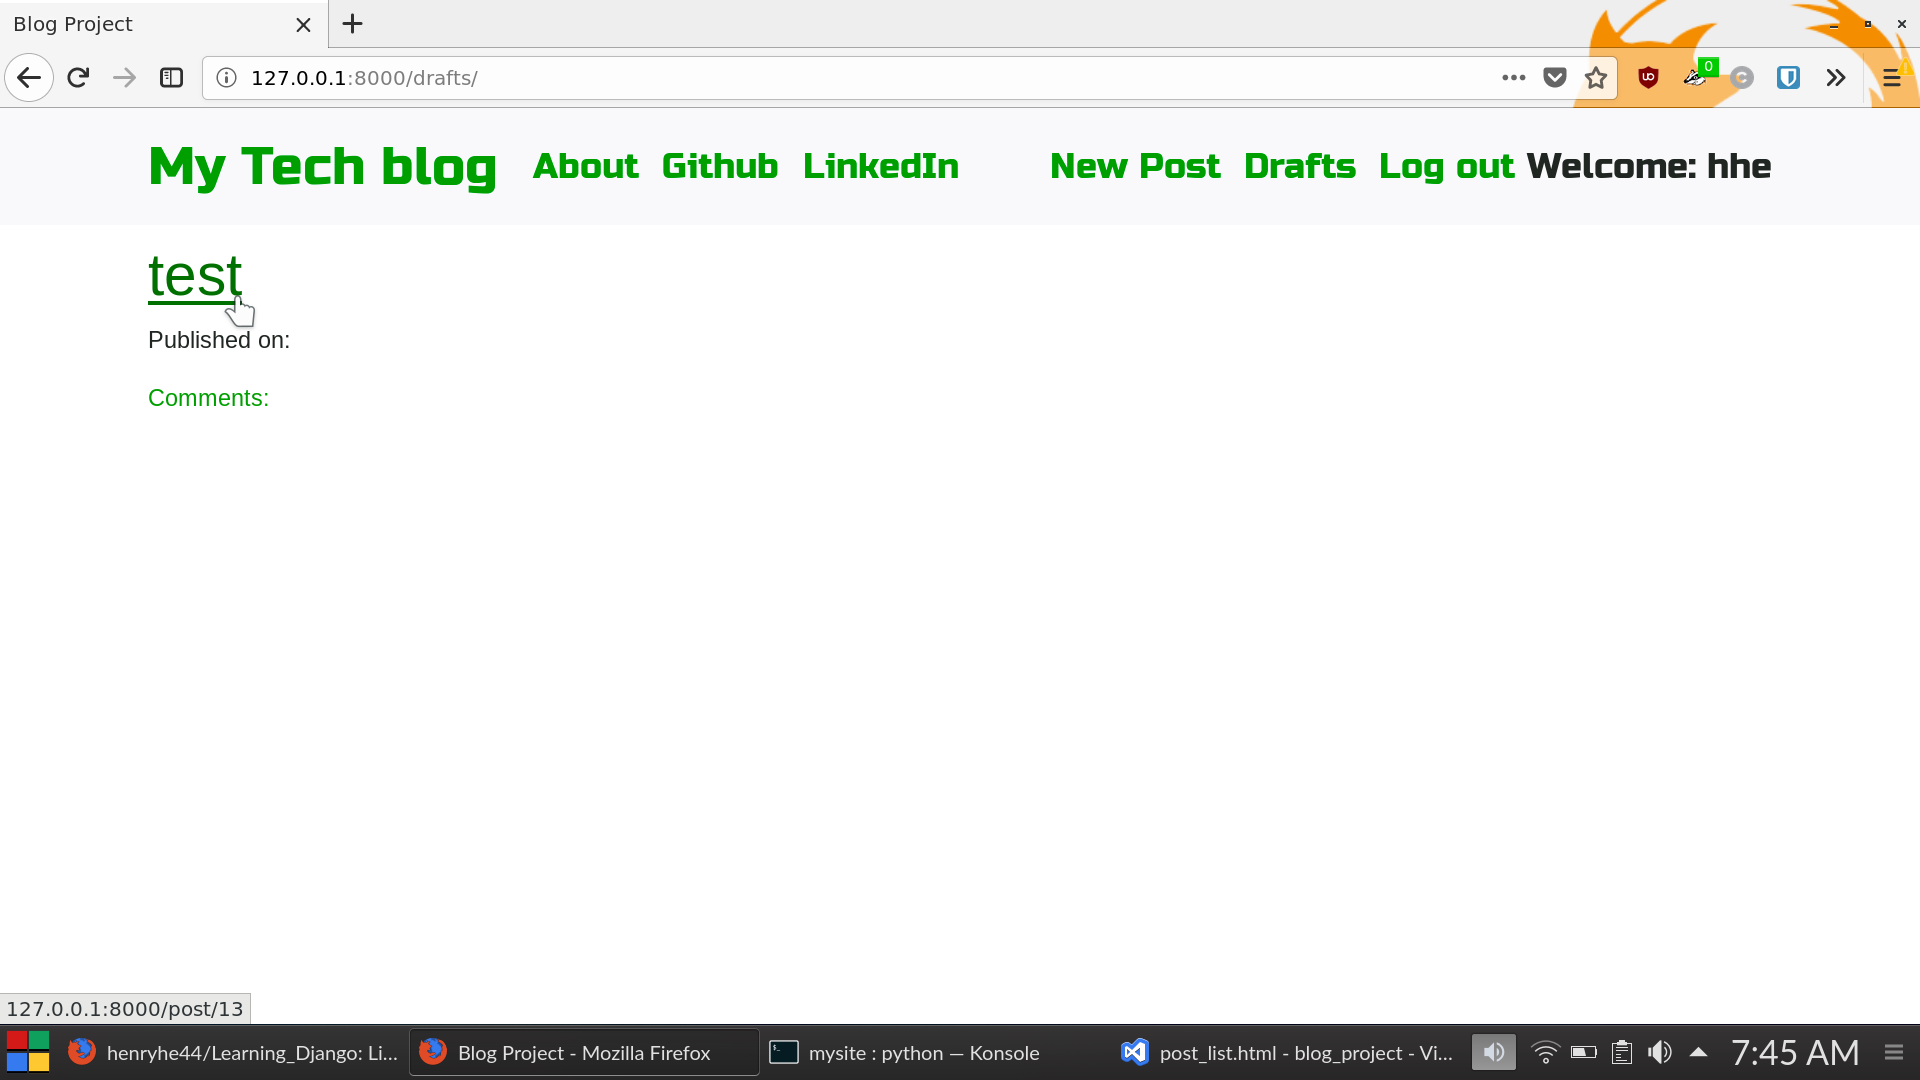 Blog Project
127.0.0.1:8000/drafts/
0
My Tech blog About Github LinkedIn New Post Drafts Log out Welcome: hhe
test
Published on:
Comments:
127.0.0.1:8000/post/13
henryhe44/Learning_Django: Li... Blog Project - Mozilla Firefox mysite : python — Konsole post_list.html - blog_project - Vi... 7:45 AM